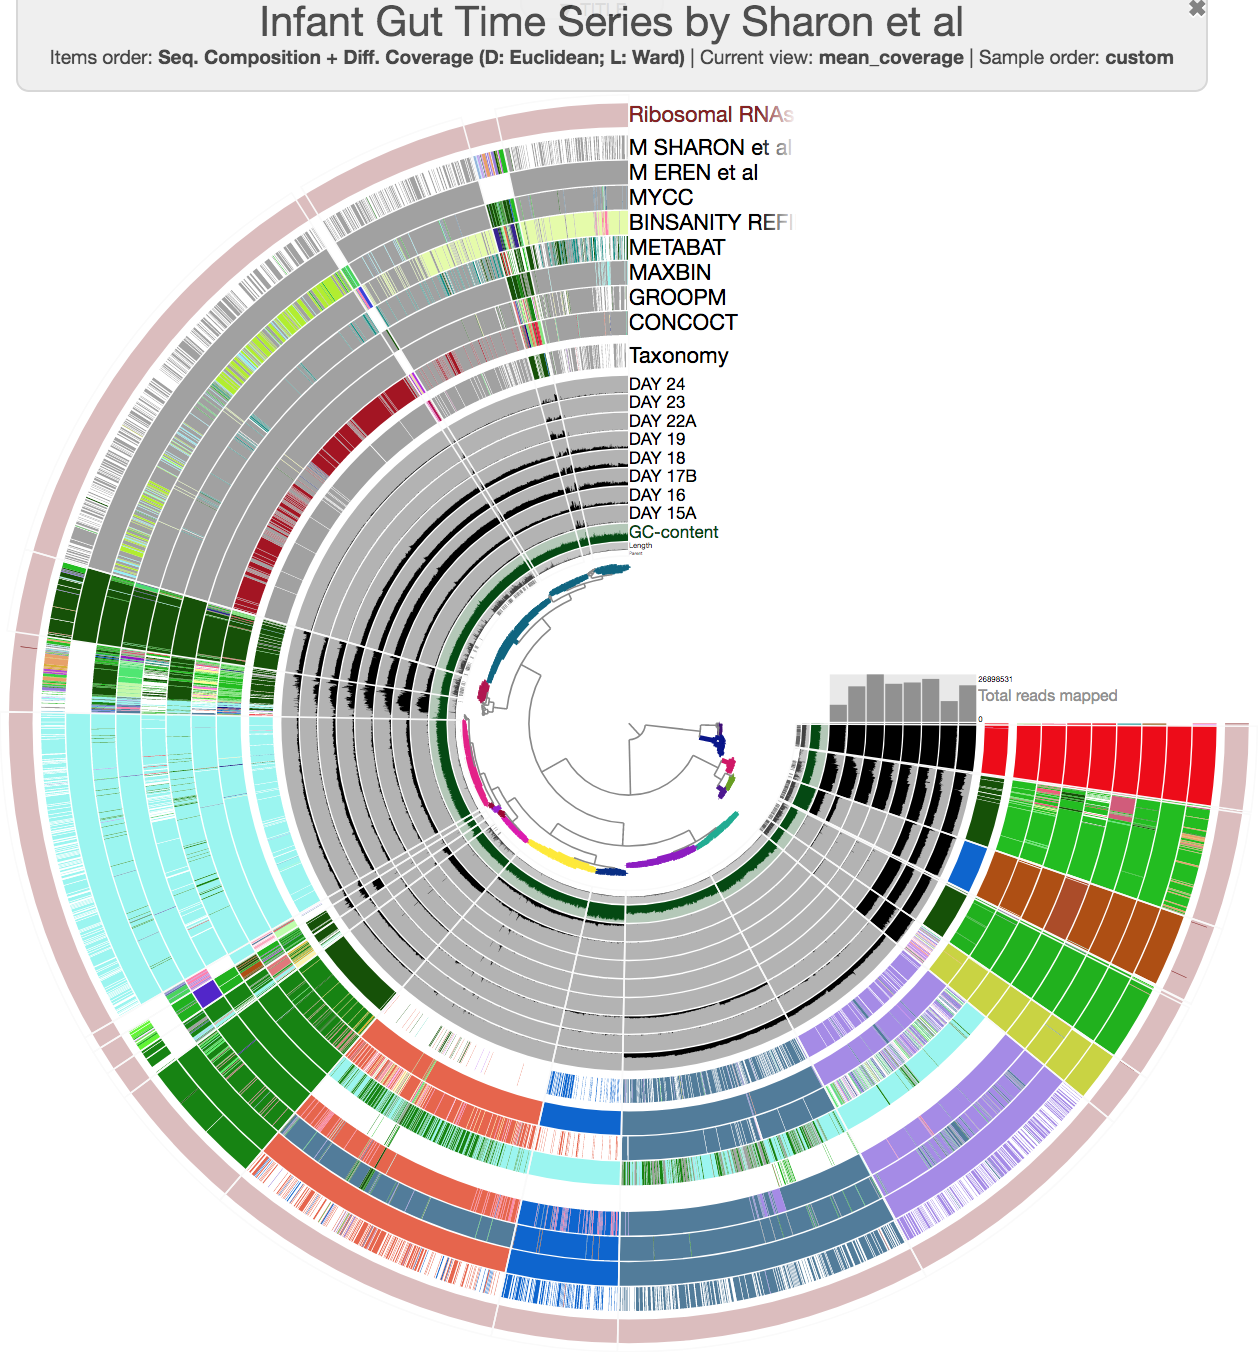 Infant Gut Time Series by Sharon et al
Items order: Seq. Composition + Diff. Coverage (D: Euclidean; L: Ward) | Current view: mean_coverage | Sample order: custom
Ribosomal RNAs
M SHARON et al
M EREN et al
MYCC
BINSANITY REFI
METABAT
MAXBIN
GROOPM
CONCOCT
Taxonomy
DAY 24
DAY 23
DAY 22A
DAY 19
DAY 18
DAY 17B
DAY 16
DAY 15A
GC-content
Length
Parent
26898531
Total reads mapped
0